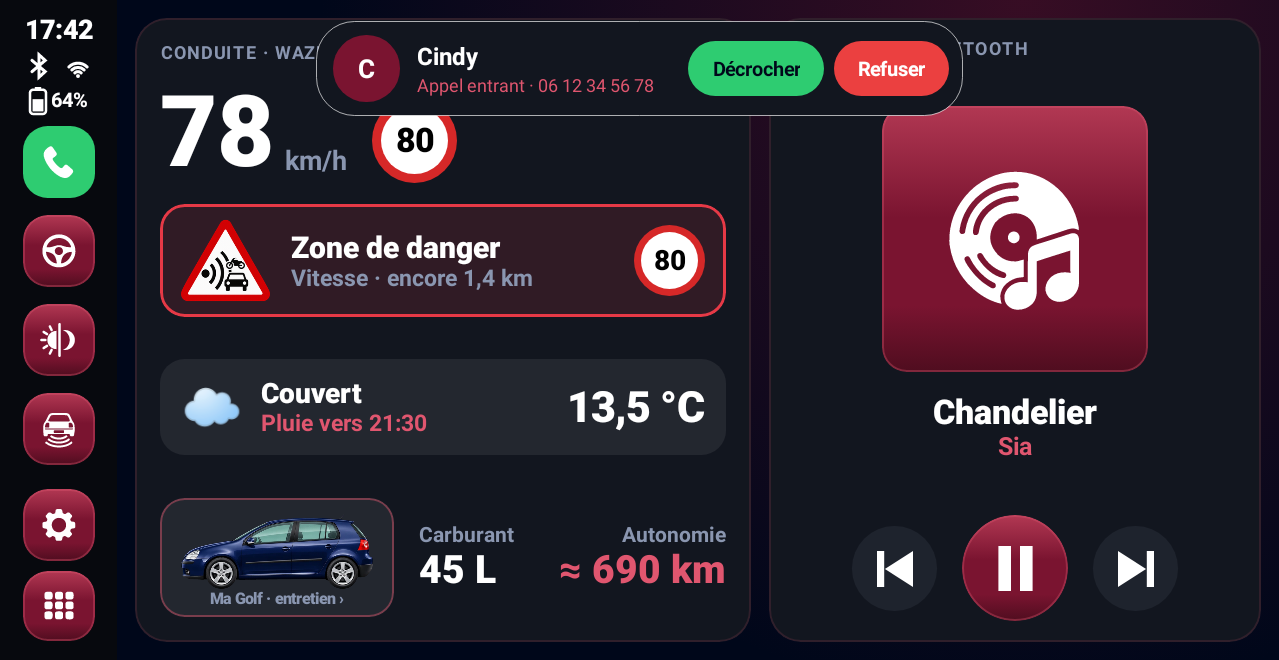 17:42
64%
CONDUITE · WAZ
Cindy
Appel entrant · 06 12 34 56 78
Décrocher
Refuser
C
TOOTH
78 km/h
80
Zone de danger
Vitesse · encore 1,4 km
80
Couvert
Pluie vers 21:30
13,5 °C
Ma Golf · entretien ›
Carburant
45 L
Autonomie
≈ 690 km
Chandelier
Sia